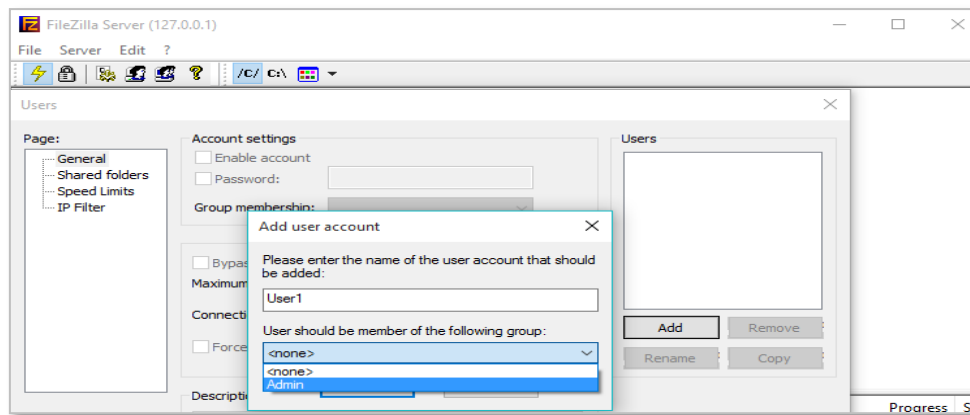 FileZilla Server (127.0.0.1)
File Server Edit ?
/C/ C:\
Users
Page:
General
Shared folders
Speed Limits
IP Filter
Account settings
Enable account
Password:
Group membership:
Bypas
Maximum
Connecti
Force
Descripti
Add user account
Please enter the name of the user account that should
be added:
User1
User should be member of the following group:
<none>
<none>
Admin
Users
Add Remove
Rename Copy
Progress S